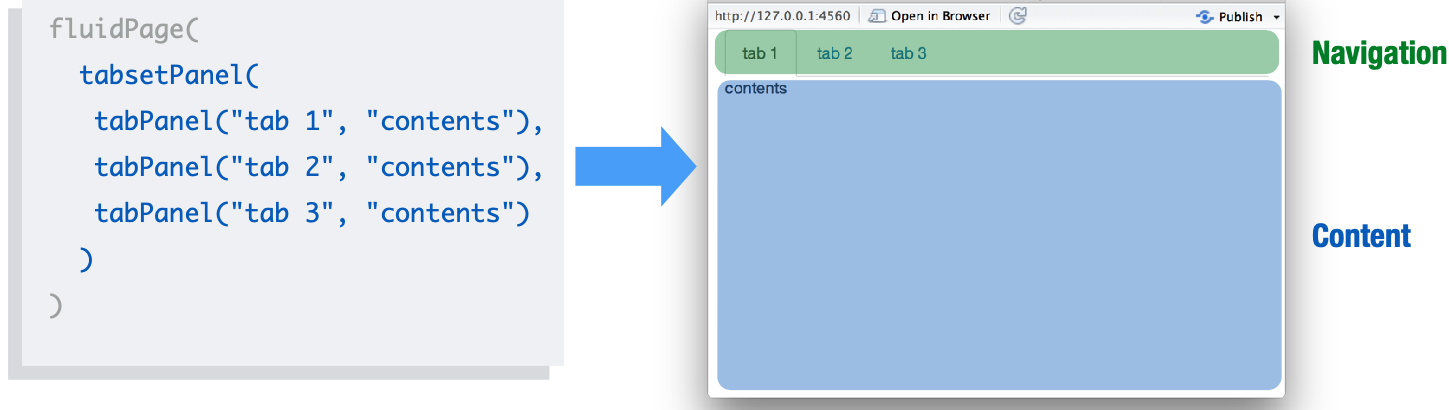 fluidPage(
tabsetPanel(
tabPanel("tab 1", "contents"),
tabPanel("tab 2", "contents"),
tabPanel("tab 3", "contents")
)
)
http://127.0.0.1:4560 Open in Browser Publish
tab 1 tab 2 tab 3
contents
Navigation
Content